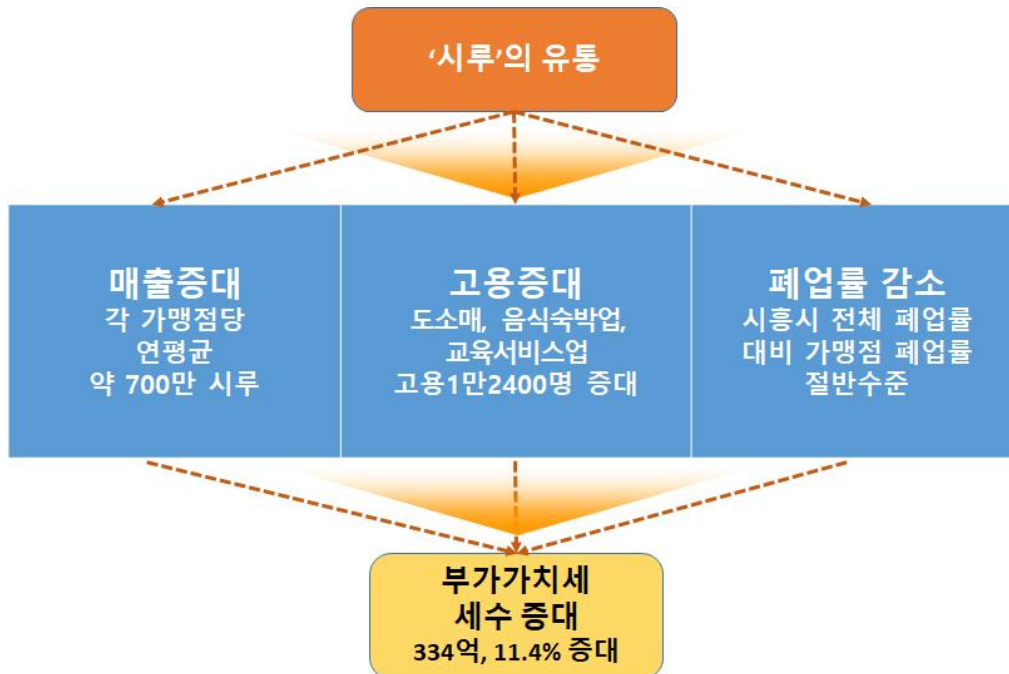 ‘시루’의 유통
매출증대
각 가맹점당
연평균
약 700만 시루
고용증대
도소매, 음식숙박업,
교육서비스업
고용1만2400명 증대
폐업률 감소
시흥시 전체 폐업률
대비 가맹점 폐업률
절반수준
부가가치세
세수 증대
334억, 11.4% 증대